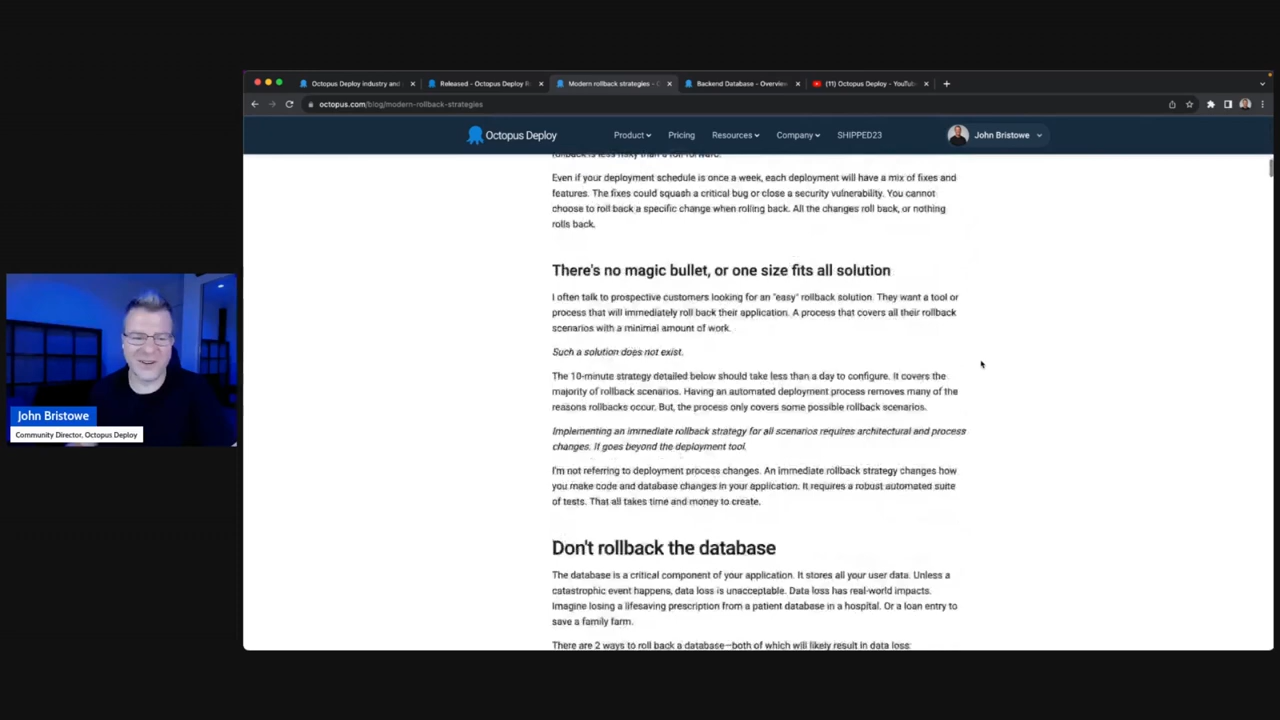 Octopus Deploy industry and
Released - Octopus Deploy R
Modern rollback strategies -
Backend Database - Overview
(11) Octopus Deploy - YouTub
octopus.com/blog/modern-rollback-strategies
Octopus Deploy
Product
Pricing
Resources
Company
SHIPPED23
John Bristowe
rollback is less risky than a roll forward.
Even if your deployment schedule is once a week, each deployment will have a mix of fixes and
features. The fixes could squash a critical bug or close a security vulnerability. You cannot
choose to roll back a specific change when rolling back. All the changes roll back, or nothing
rolls back.
There's no magic bullet, or one size fits all solution
I often talk to prospective customers looking for an "easy" rollback solution. They want a tool or
process that will immediately roll back their application. A process that covers all their rollback
scenarios with a minimal amount of work.
Such a solution does not exist.
The 10-minute strategy detailed below should take less than a day to configure. It covers the
majority of rollback scenarios. Having an automated deployment process removes many of the
reasons rollbacks occur. But, the process only covers some possible rollback scenarios.
Implementing an immediate rollback strategy for all scenarios requires architectural and process
changes. It goes beyond the deployment tool.
I'm not referring to deployment process changes. An immediate rollback strategy changes how
you make code and database changes in your application. It requires a robust automated suite
of tests. That all takes time and money to create.
Don't rollback the database
The database is a critical component of your application. It stores all your user data. Unless a
catastrophic event happens, data loss is unacceptable. Data loss has real-world impacts.
Imagine losing a lifesaving prescription from a patient database in a hospital. Or a loan entry to
save a family farm.
There are 2 ways to roll back a database—both of which will likely result in data loss:
John Bristowe
Community Director, Octopus Deploy